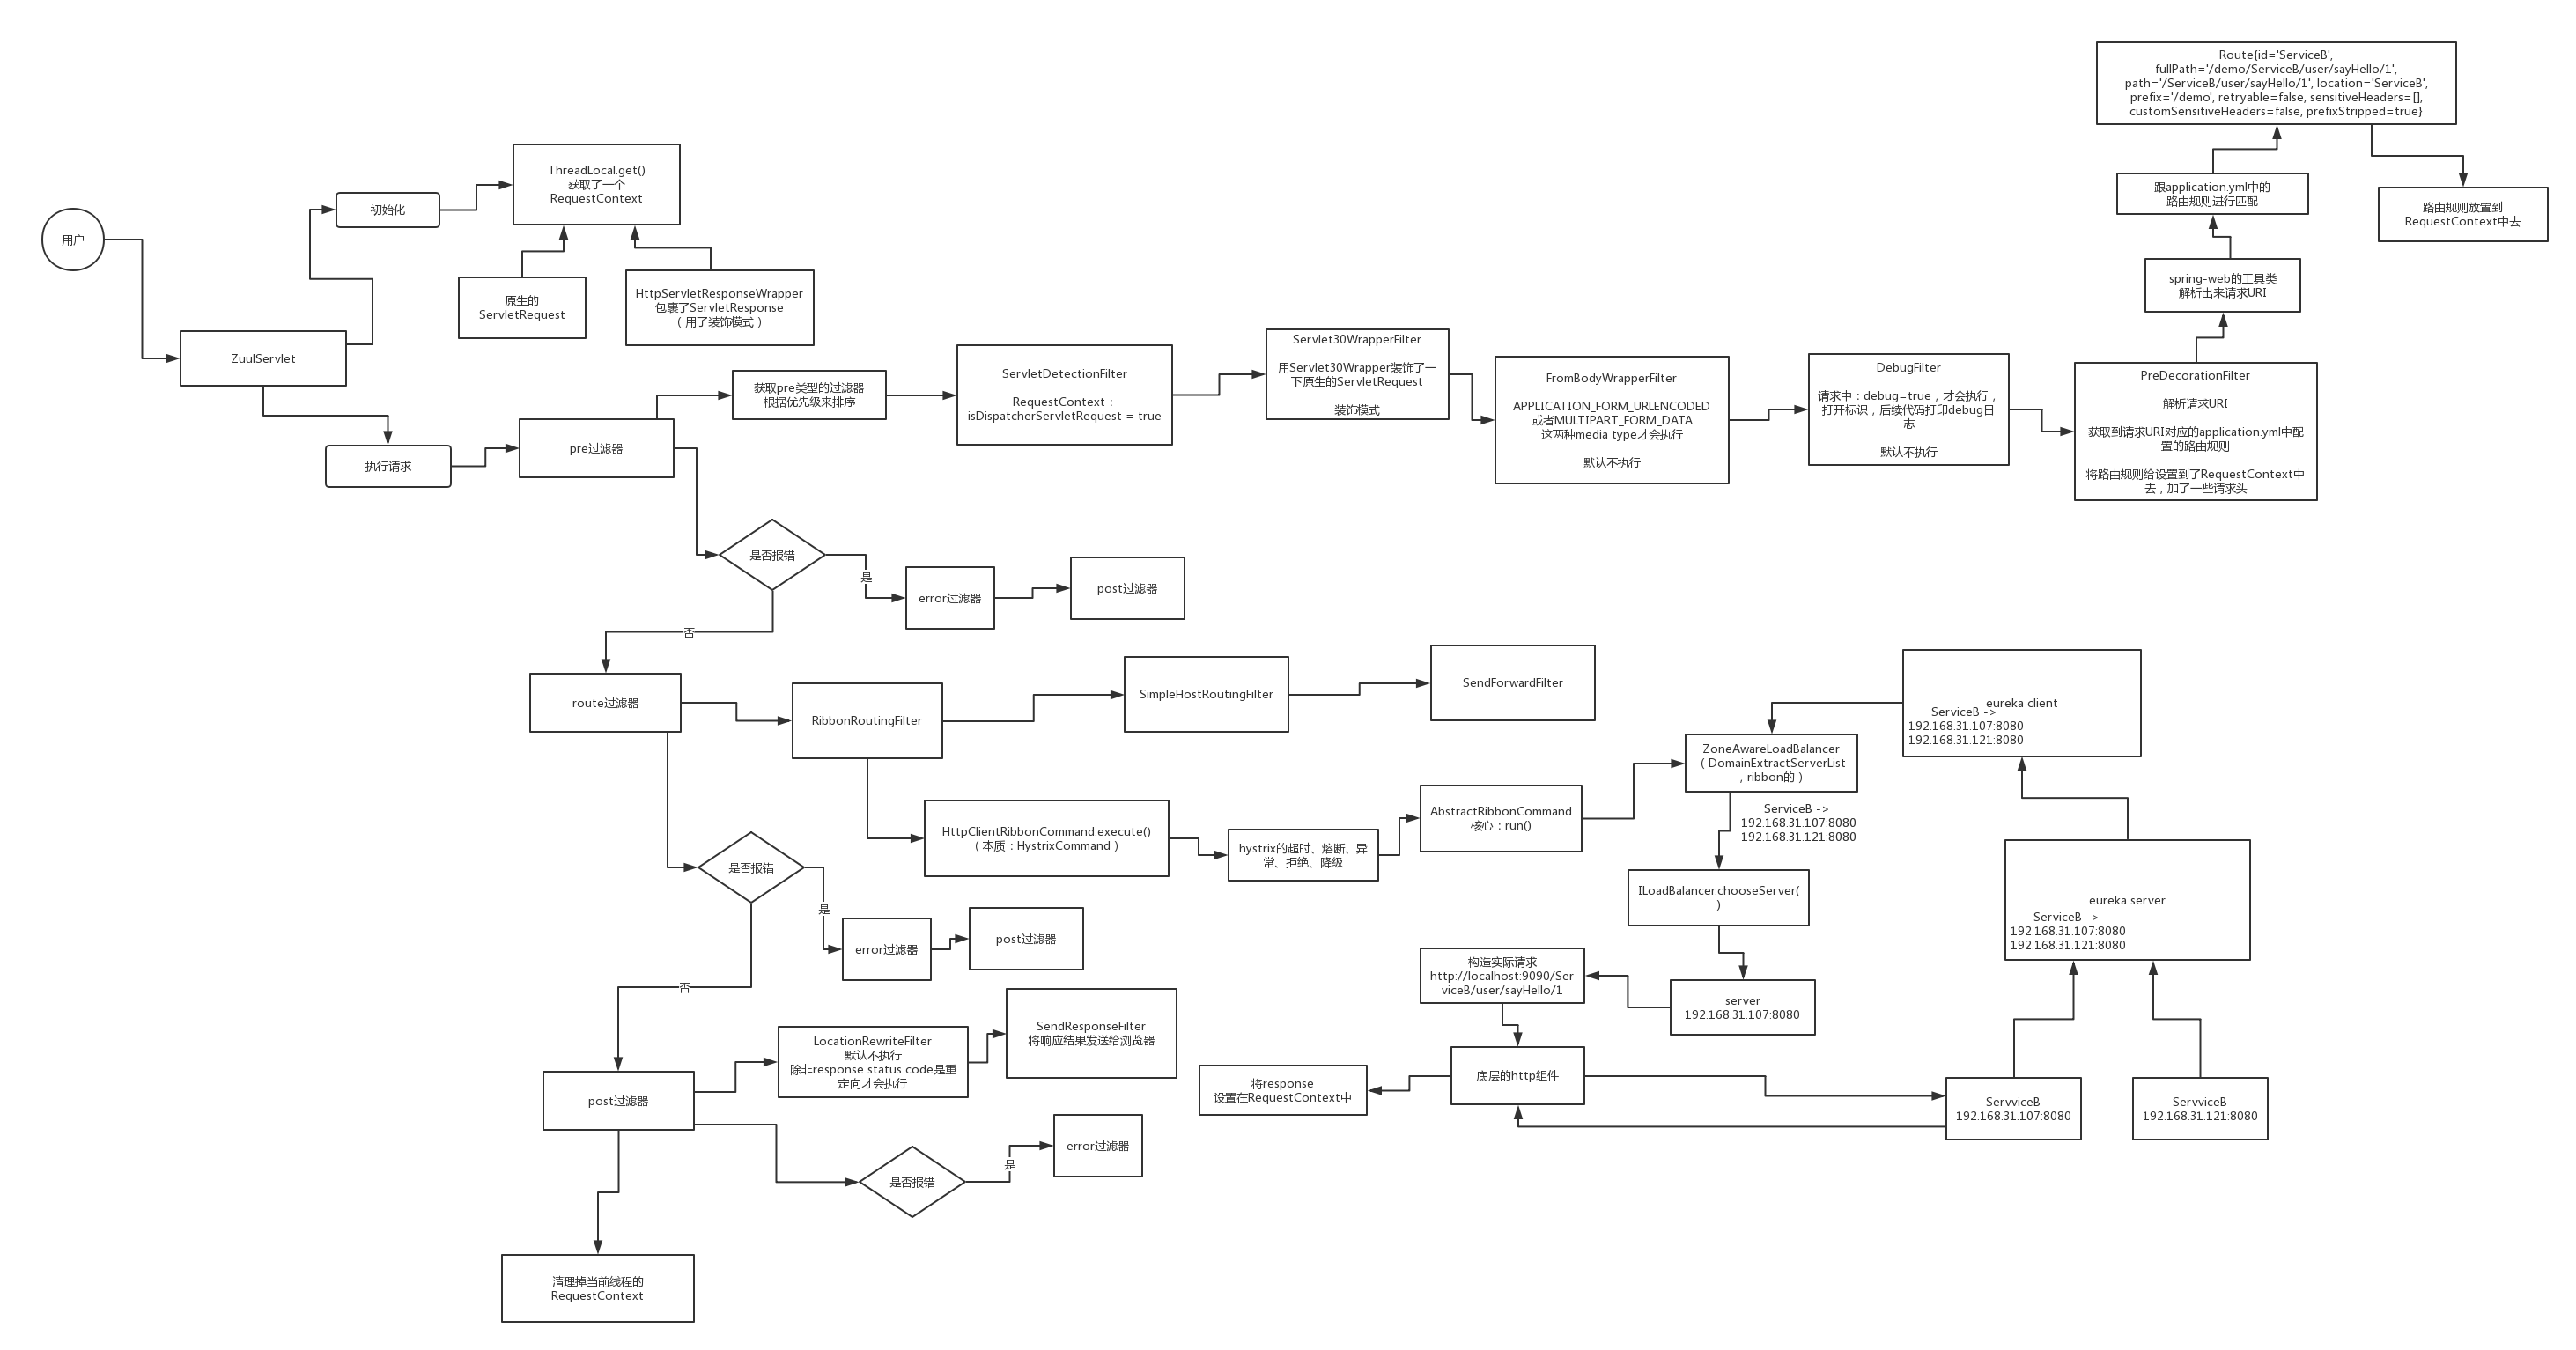 Route{id='ServiceB',
fullPath='/demo/ServiceB/user/sayHello/1',
path='/ServiceB/user/sayHello/1', location='ServiceB',
prefix='/demo', retryable=false, sensitiveHeaders=[],
customSensitiveHeaders=false, prefixStripped=true}
跟application.yml中的
路由规则进行匹配
路由规则放置到
RequestContext中去
spring-web的工具类
解析出来请求URI
用户
初始化
ThreadLocal.get()
获取了一个
RequestContext
原生的
ServletRequest
HttpServletResponseWrapper
包裹了ServletResponse
（用了装饰模式）
ZuulServlet
执行请求
pre过滤器
获取pre类型的过滤器
根据优先级来排序
ServletDetectionFilter
RequestContext：
isDispatcherServletRequest = true
Servlet30WrapperFilter
用Servlet30Wrapper装饰了一
下原生的ServletRequest
装饰模式
FromBodyWrapperFilter
APPLICATION_FORM_URLENCODED
或者MULTIPART_FORM_DATA
这两种media type才会执行
默认不执行
DebugFilter
请求中：debug=true，才会执行，
打开标识，后续代码打印debug日
志
默认不执行
PreDecorationFilter
解析请求URI
获取到请求URI对应的application.yml中配
置的路由规则
将路由规则给设置到了RequestContext中
去，加了一些请求头
是否报错
是
error过滤器
post过滤器
否
route过滤器
RibbonRoutingFilter
SimpleHostRoutingFilter
SendForwardFilter
HttpClientRibbonCommand.execute()
（本质：HystrixCommand）
hystrix的超时、熔断、异
常、拒绝、降级
AbstractRibbonCommand
核心：run()
ZoneAwareLoadBalancer
（DomainExtractServerList
，ribbon的）
eureka client
ServiceB ->
192.168.31.107:8080
192.168.31.121:8080
ServiceB ->
192.168.31.107:8080
192.168.31.121:8080
ILoadBalancer.chooseServer(
)
eureka server
ServiceB ->
192.168.31.107:8080
192.168.31.121:8080
server
192.168.31.107:8080
构造实际请求
http://localhost:9090/Ser
viceB/user/sayHello/1
底层的http组件
将response
设置在RequestContext中
ServviceB
192.168.31.107:8080
ServviceB
192.168.31.121:8080
是否报错
是
error过滤器
post过滤器
否
post过滤器
LocationRewriteFilter
默认不执行
除非response status code是重
定向才会执行
SendResponseFilter
将响应结果发送给浏览器
是否报错
是
error过滤器
清理掉当前线程的
RequestContext